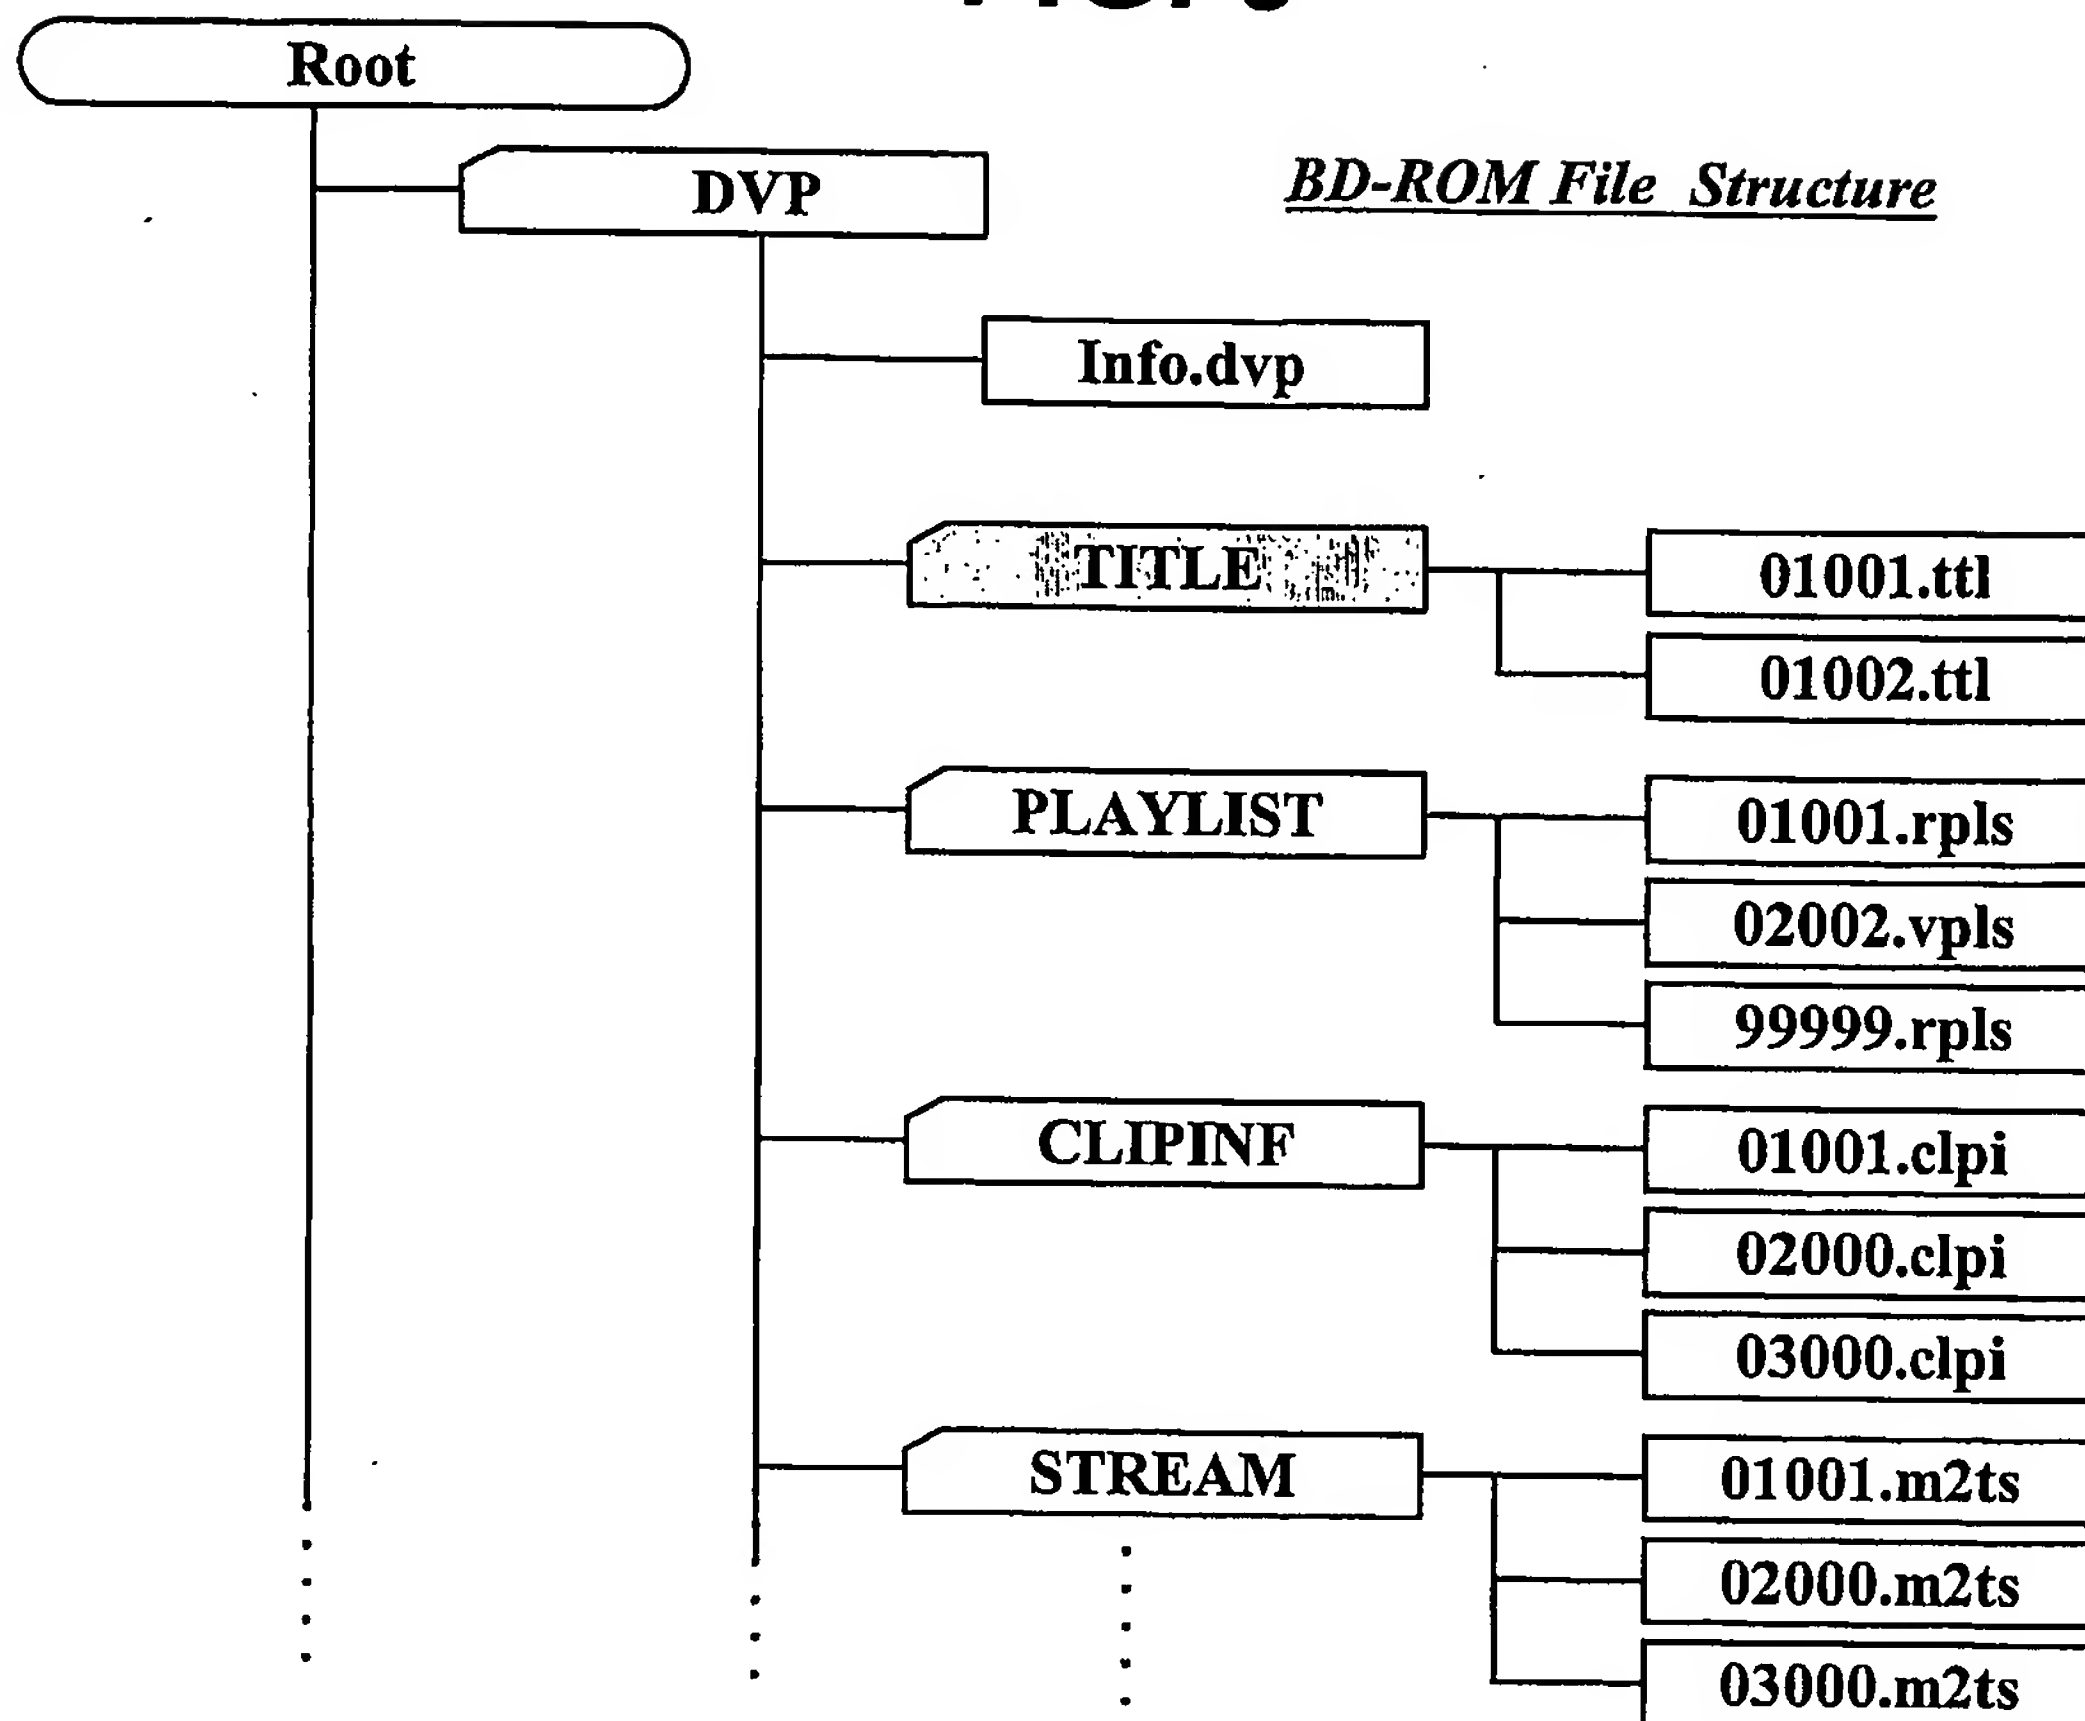 Root
DVP
BD-ROM File Structure
Info.dvp
TITLE
01001.ttl
01002.ttl
PLAYLIST
01001.rpls
02002.vpls
99999.rpls
CLIPINF
01001.clpi
02000.clpi
03000.clpi
STREAM
01001.m2ts
02000.m2ts
03000.m2ts